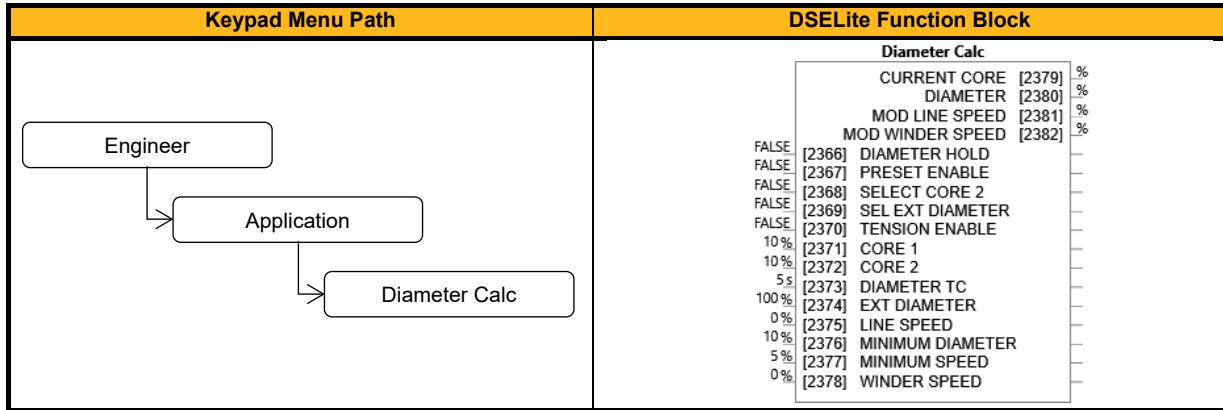 Keypad Menu Path
DSELite Function Block
Engineer
Application
Diameter Calc
Diameter Calc
CURRENT CORE [2379] %
DIAMETER [2380] %
MOD LINE SPEED [2381] %
MOD WINDER SPEED [2382] %
FALSE [2366] DIAMETER HOLD
FALSE [2367] PRESET ENABLE
FALSE [2368] SELECT CORE 2
FALSE [2369] SEL EXT DIAMETER
FALSE [2370] TENSION ENABLE
10 % [2371] CORE 1
10 % [2372] CORE 2
5 s [2373] DIAMETER TC
100 % [2374] EXT DIAMETER
0 % [2375] LINE SPEED
10 % [2376] MINIMUM DIAMETER
5 % [2377] MINIMUM SPEED
0 % [2378] WINDER SPEED